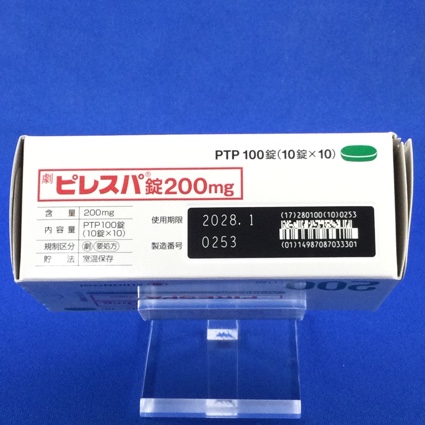 PTP 100錠(10錠×10)
劇 ピレスパ®錠200mg
含量 200mg
内容量 PTP100錠
(10錠×10)
規制区分 劇 要処方
貯法 常温保存
使用期限 2028.1
製造番号 0253
(17)280100(10)0253
(01)14987087033301
200